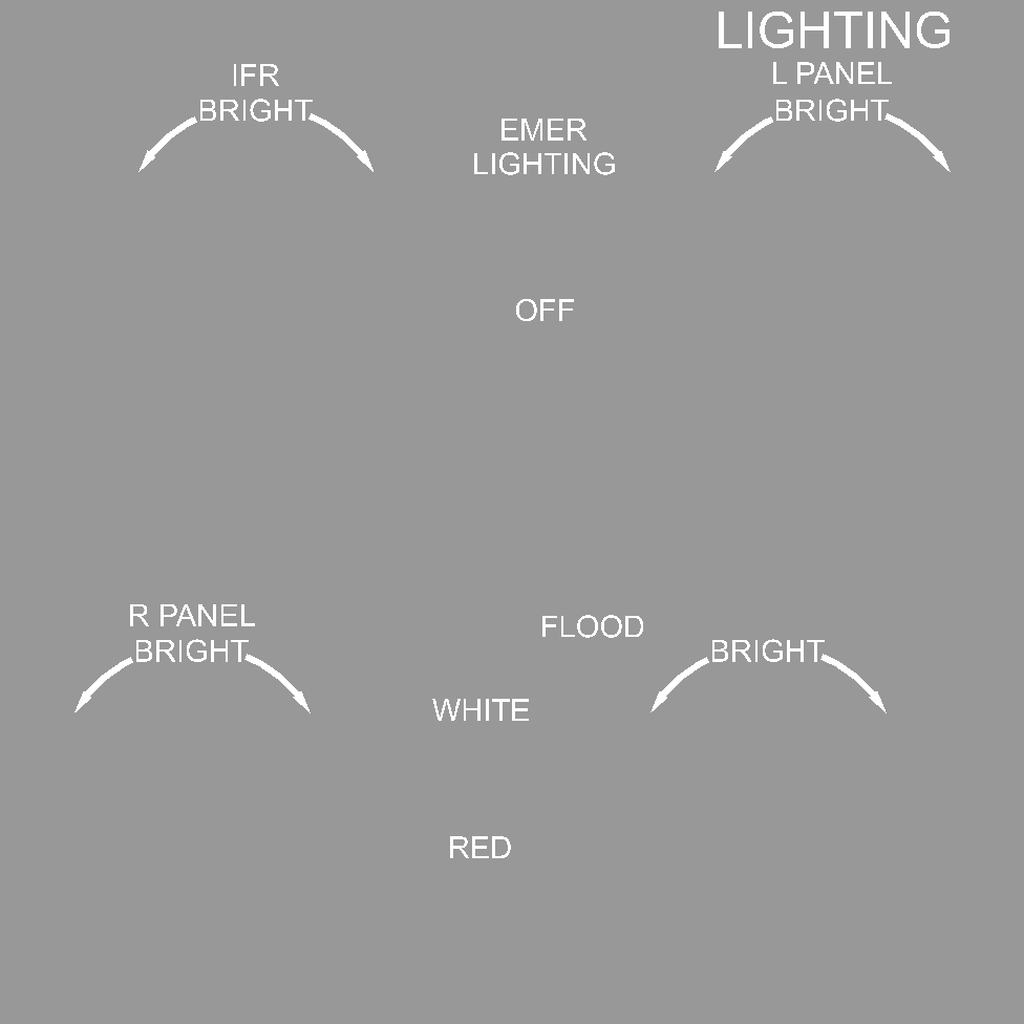 LIGHTING
IFR
BRIGHT
EMER
LIGHTING
OFF
L PANEL
BRIGHT
R PANEL
BRIGHT
FLOOD
WHITE
RED
BRIGHT